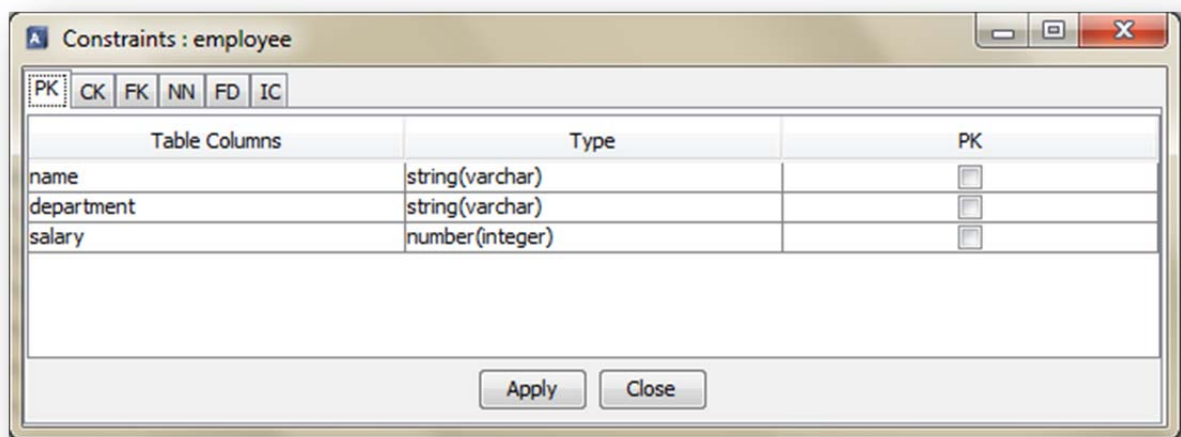 Constraints : employee
PK CK FK NN FD IC
Table Columns Type PK
name string(varchar)
department string(varchar)
salary number(integer)
Apply Close